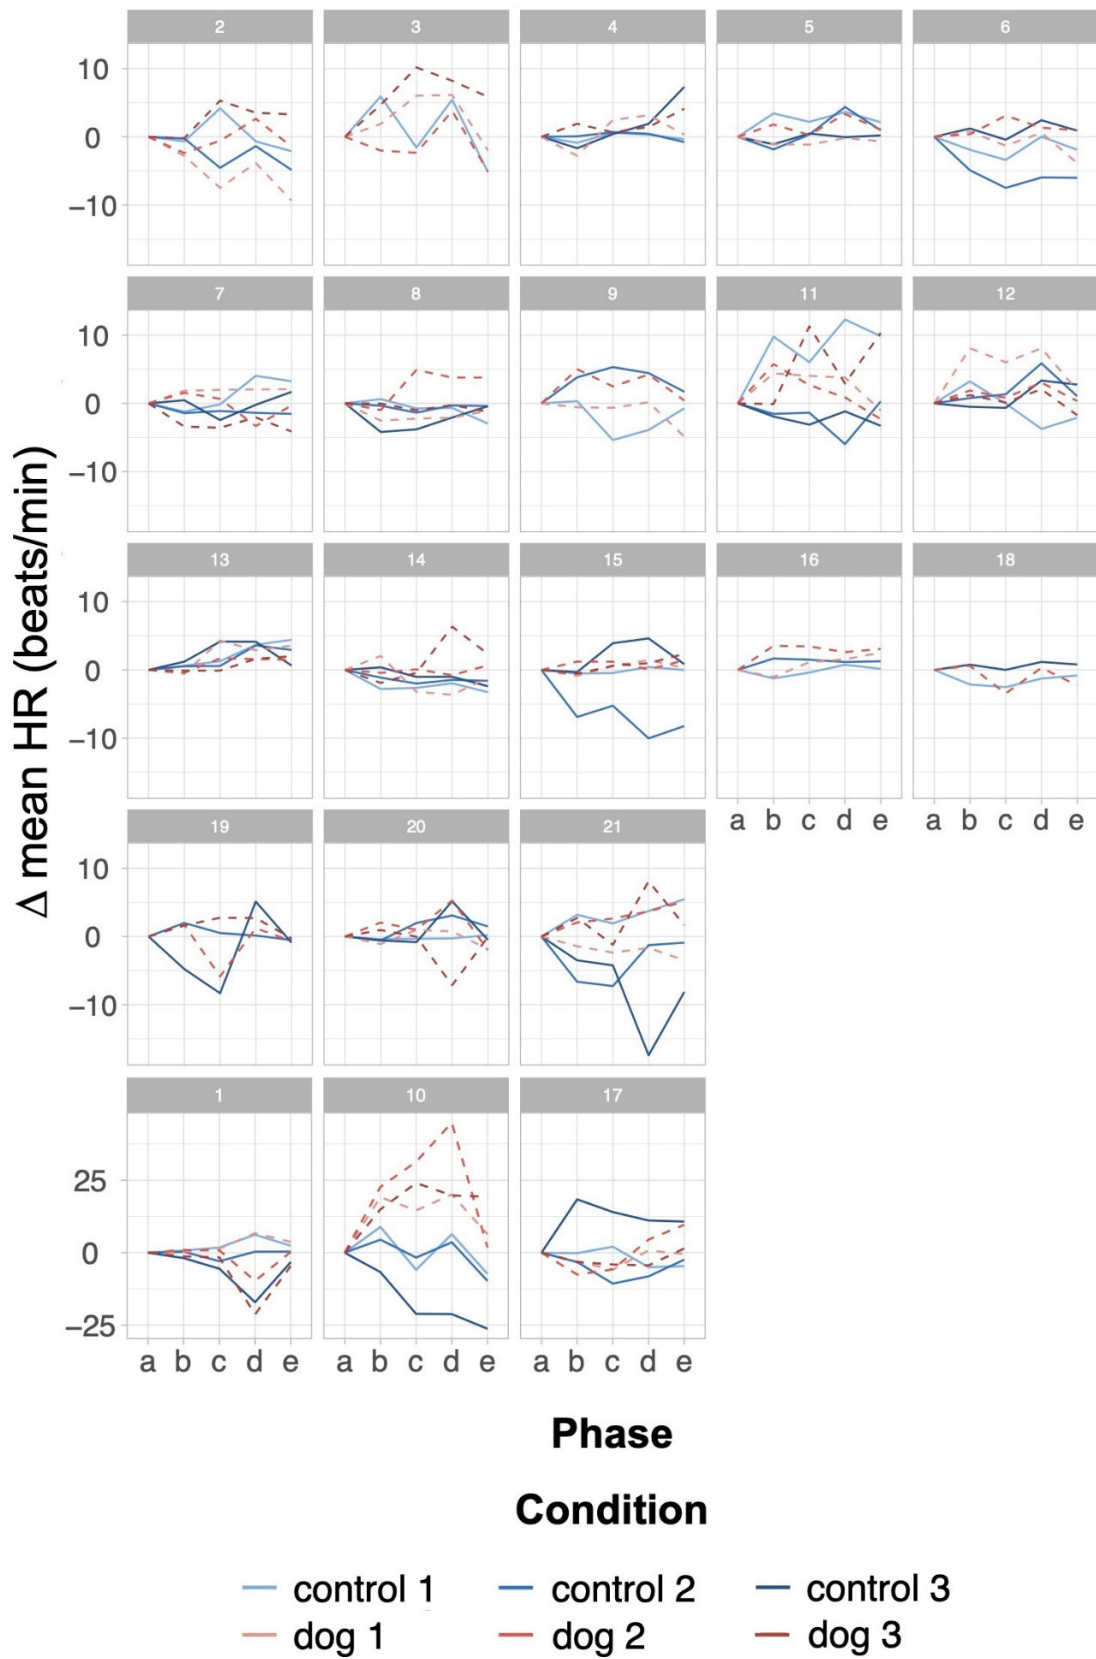 2 3 4 5 6
10
0
−10
7 8 9 11 12
10
0
−10
13 14 15 16 18
10
0
−10
a b c d e a b c d e
19 20 21
10
0
−10
1 10 17
25
0
−25
a b c d e a b c d e a b c d e
Δ mean HR (beats/min)
Phase
Condition
control 1 control 2 control 3
dog 1 dog 2 dog 3